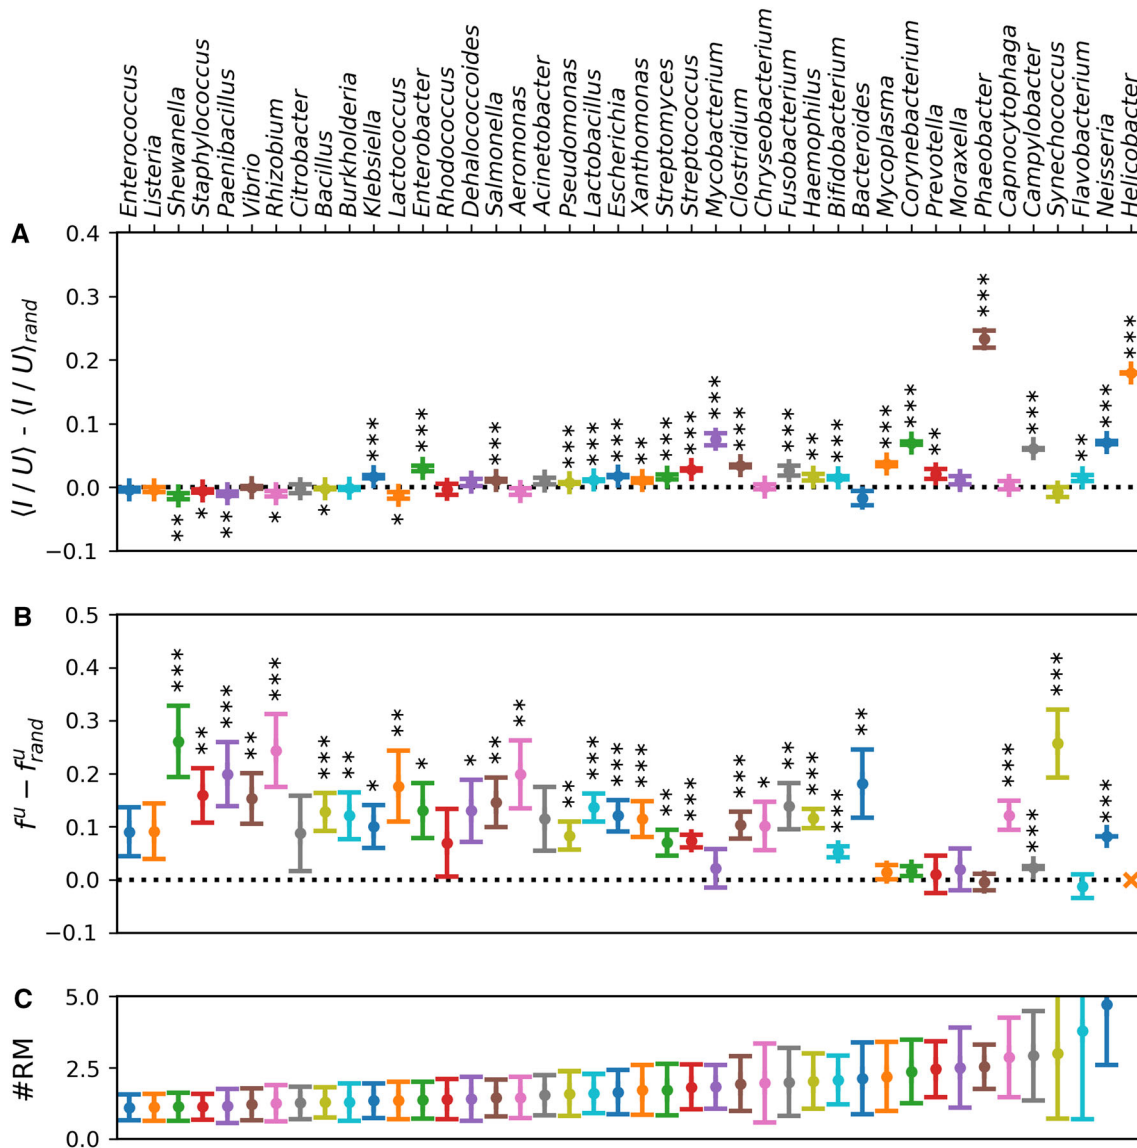 Enterococcus
Listeria
Shewanella
Staphylococcus
Paenibacillus
Vibrio
Rhizobium
Citrobacter
Bacillus
Burkholderia
Klebsiella
Lactococcus
Enterobacter
Rhodococcus
Dehalococcoides
Salmonella
Aeromonas
Acinetobacter
Pseudomonas
Lactobacillus
Escherichia
Xanthomonas
Streptomyces
Streptococcus
Mycobacterium
Clostridium
Chryseobacterium
Fusobacterium
Haemophilus
Bifidobacterium
Bacteroides
Mycoplasma
Corynebacterium
Prevotella
Moraxella
Phaeobacter
Capnocytophaga
Campylobacter
Synechococcus
Flavobacterium
Neisseria
Helicobacter
A
⟨I / U⟩ - ⟨I / U⟩rand
0.4
0.3
0.2
0.1
0.0
−0.1
**
*
**
*
*
***
*
***
***
***
***
***
**
***
***
***
***
***
**
***
***
***
**
***
***
**
***
***
B
f^u − f^u_rand
0.5
0.4
0.3
0.2
0.1
0.0
−0.1
***
**
***
**
***
***
**
*
**
*
*
**
**
**
***
***
***
**
***
***
*
**
***
***
**
***
***
***
***
C
#RM
5.0
2.5
0.0